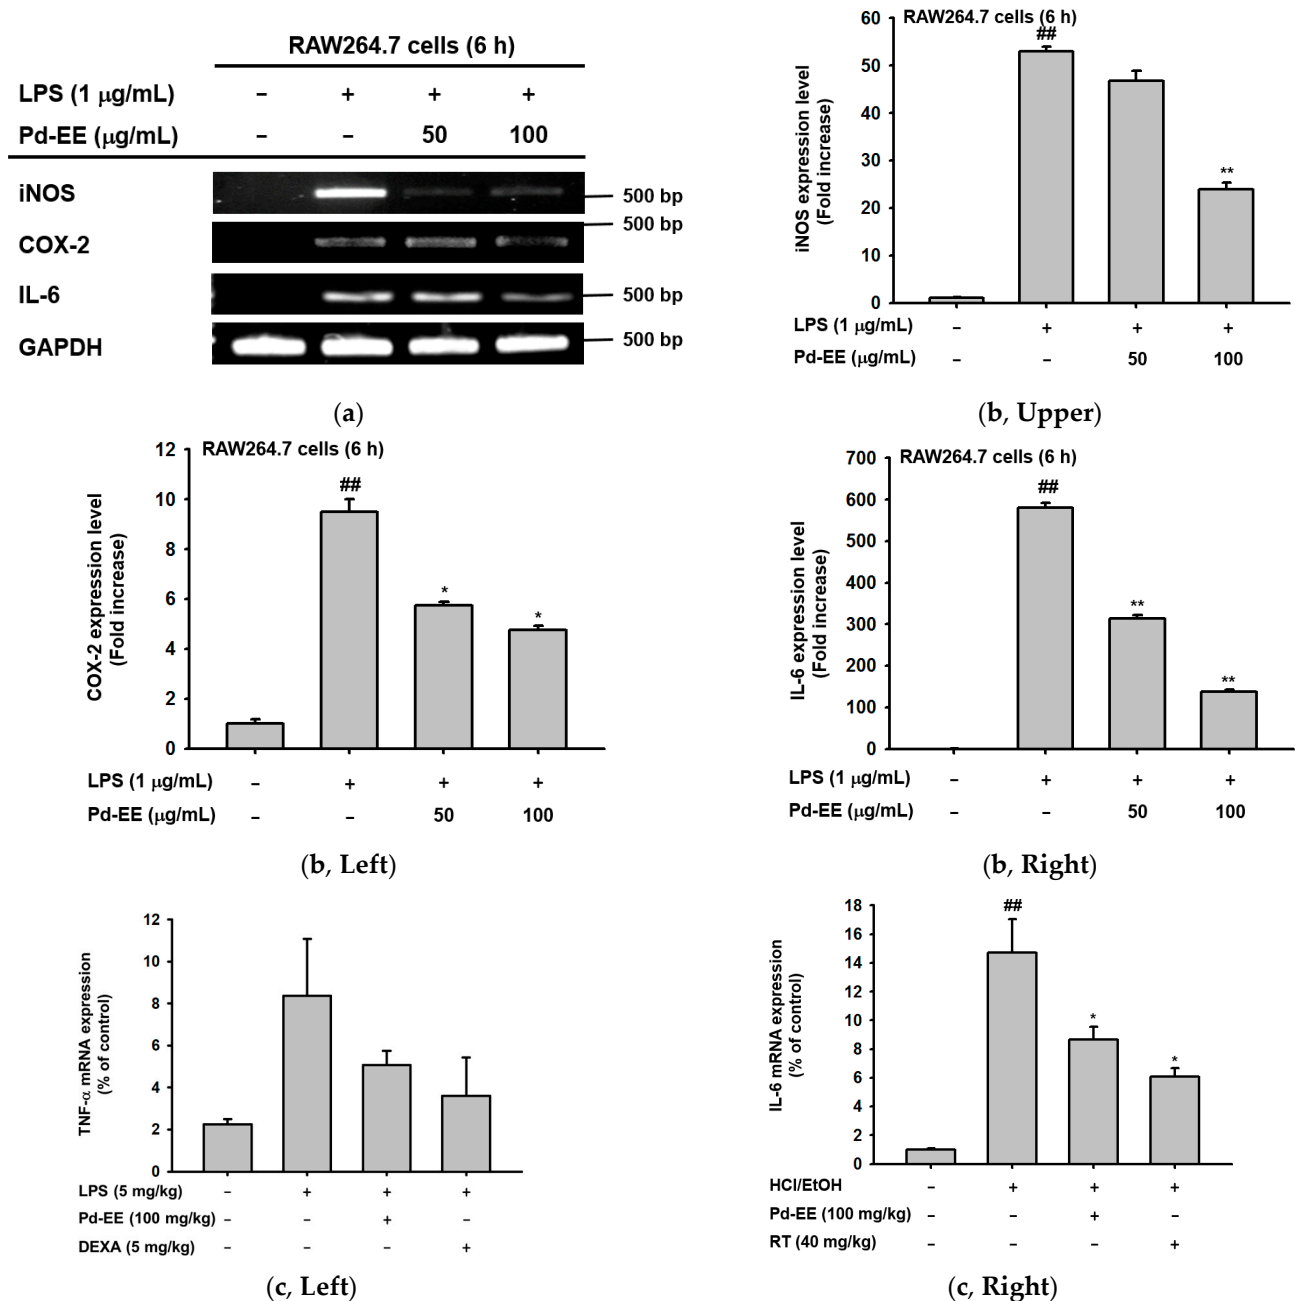 RAW264.7 cells (6 h)
LPS (1 μg/mL) − + + +
Pd-EE (μg/mL) − − 50 100
iNOS 500 bp
COX-2 500 bp
IL-6 500 bp
GAPDH 500 bp
(a)
RAW264.7 cells (6 h)
iNOS expression level
(Fold increase)
60
50
40
30
20
10
0
##
**
LPS (1 μg/mL) − + + +
Pd-EE (μg/mL) − − 50 100
(b, Upper)
RAW264.7 cells (6 h)
COX-2 expression level
(Fold increase)
12
10
8
6
4
2
0
##
*
*
LPS (1 μg/mL) − + + +
Pd-EE (μg/mL) − − 50 100
(b, Left)
RAW264.7 cells (6 h)
IL-6 expression level
(Fold increase)
700
600
500
400
300
200
100
0
##
**
**
LPS (1 μg/mL) − + + +
Pd-EE (μg/mL) − − 50 100
(b, Right)
TNF-α mRNA expression
(% of control)
12
10
8
6
4
2
0
LPS (5 mg/kg) − + + +
Pd-EE (100 mg/kg) − − + −
DEXA (5 mg/kg) − − − +
(c, Left)
IL-6 mRNA expression
(% of control)
18
16
14
12
10
8
6
4
2
0
##
*
*
HCl/EtOH − + + +
Pd-EE (100 mg/kg) − − + −
RT (40 mg/kg) − − − +
(c, Right)